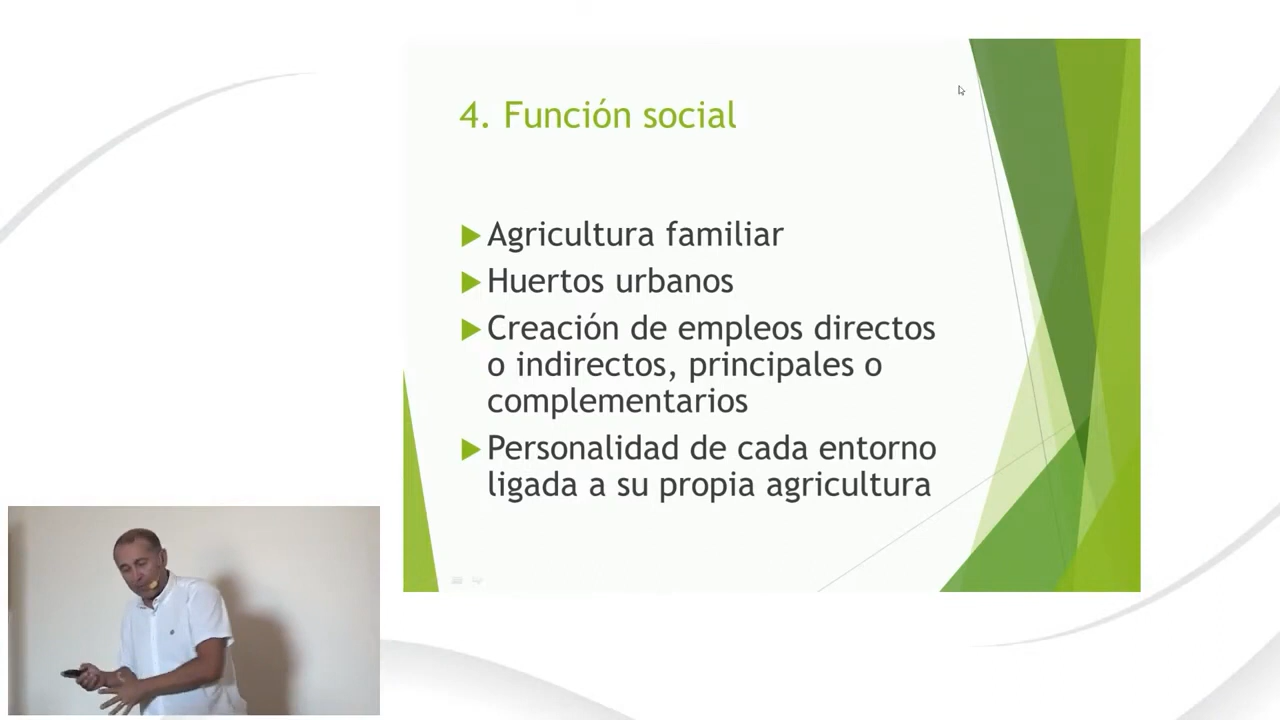 4. Función social
Agricultura familiar
Huertos urbanos
Creación de empleos directos
o indirectos, principales o
complementarios
Personalidad de cada entorno
ligada a su propia agricultura